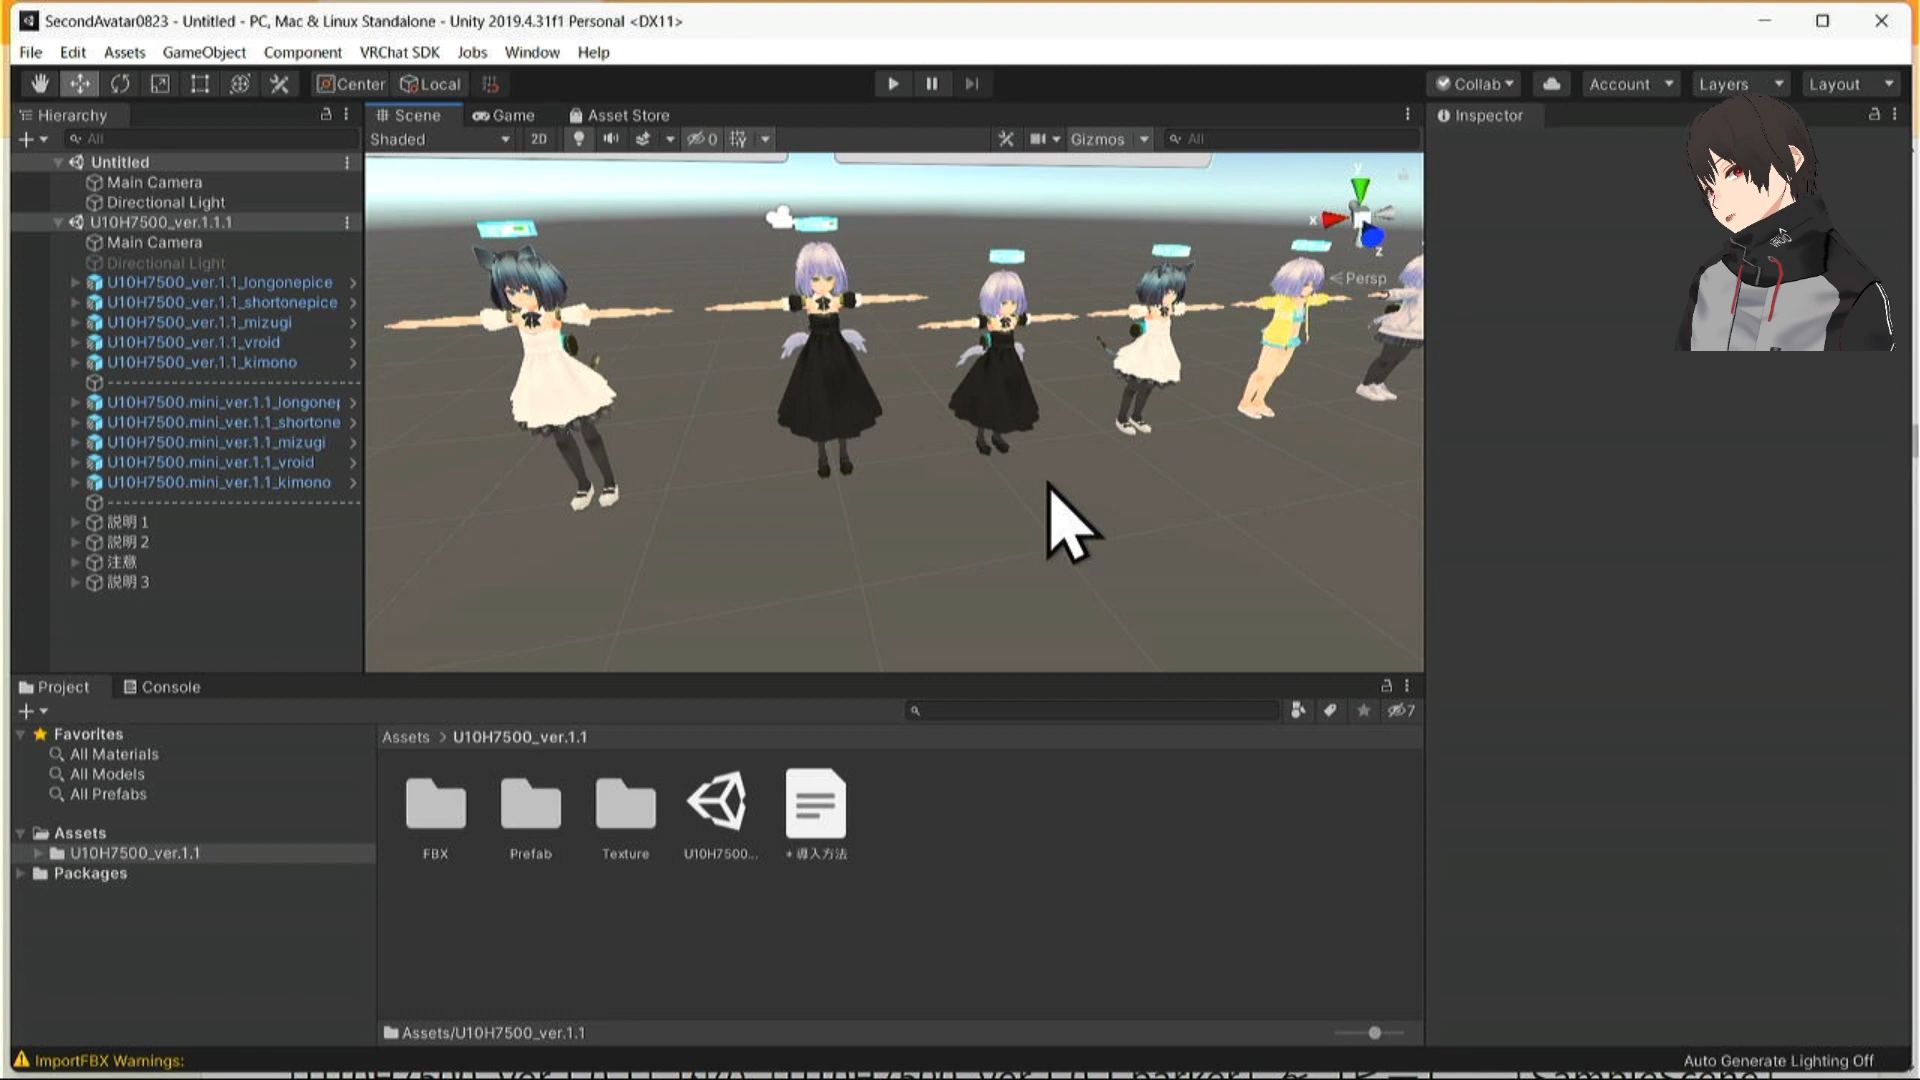 SecondAvatar0823 - Untitled - PC, Mac & Linux Standalone - Unity 2019.4.31f1 Personal <DX11>
File Edit Assets GameObject Component VRChat SDK Jobs Window Help
Center Local Collab Account Layers Layout
Hierarchy
All
Untitled
Main Camera
Directional Light
U10H7500_ver.1.1.1
Main Camera
Directional Light
U10H7500_ver.1.1_longonepice
U10H7500_ver.1.1_shortonepice
U10H7500_ver.1.1_mizugi
U10H7500_ver.1.1_vroid
U10H7500_ver.1.1_kimono
--------------------------------
U10H7500.mini_ver.1.1_longonep
U10H7500.mini_ver.1.1_shortone
U10H7500.mini_ver.1.1_mizugi
U10H7500.mini_ver.1.1_vroid
U10H7500.mini_ver.1.1_kimono
--------------------------------
説明 1
説明 2
注意
説明 3
Scene Game Asset Store
Shaded 2D 0 Gizmos All
y
x
z
< Persp
Inspector
Project Console
7
Favorites
All Materials
All Models
All Prefabs
Assets
U10H7500_ver.1.1
Packages
Assets > U10H7500_ver.1.1
FBX
Prefab
Texture
U10H7500...
+ 導入方法
Assets/U10H7500_ver.1.1
ImportFBX Warnings:
Auto Generate Lighting Off